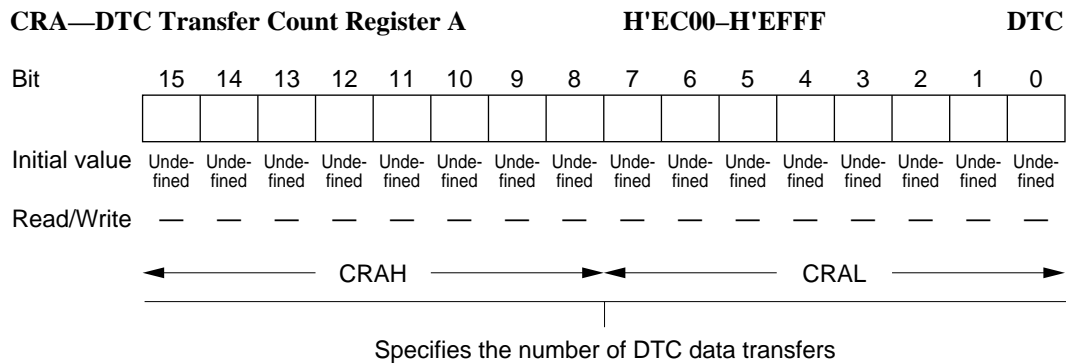 CRA—DTC Transfer Count Register A H'EC00–H'EFFF DTC
Bit 15 14 13 12 11 10 9 8 7 6 5 4 3 2 1 0
Initial value Unde- Unde- Unde- Unde- Unde- Unde- Unde- Unde- Unde- Unde- Unde- Unde- Unde- Unde- Unde- Unde-
fined fined fined fined fined fined fined fined fined fined fined fined fined fined fined fined
Read/Write — — — — — — — — — — — — — — — —
CRAH CRAL
Specifies the number of DTC data transfers